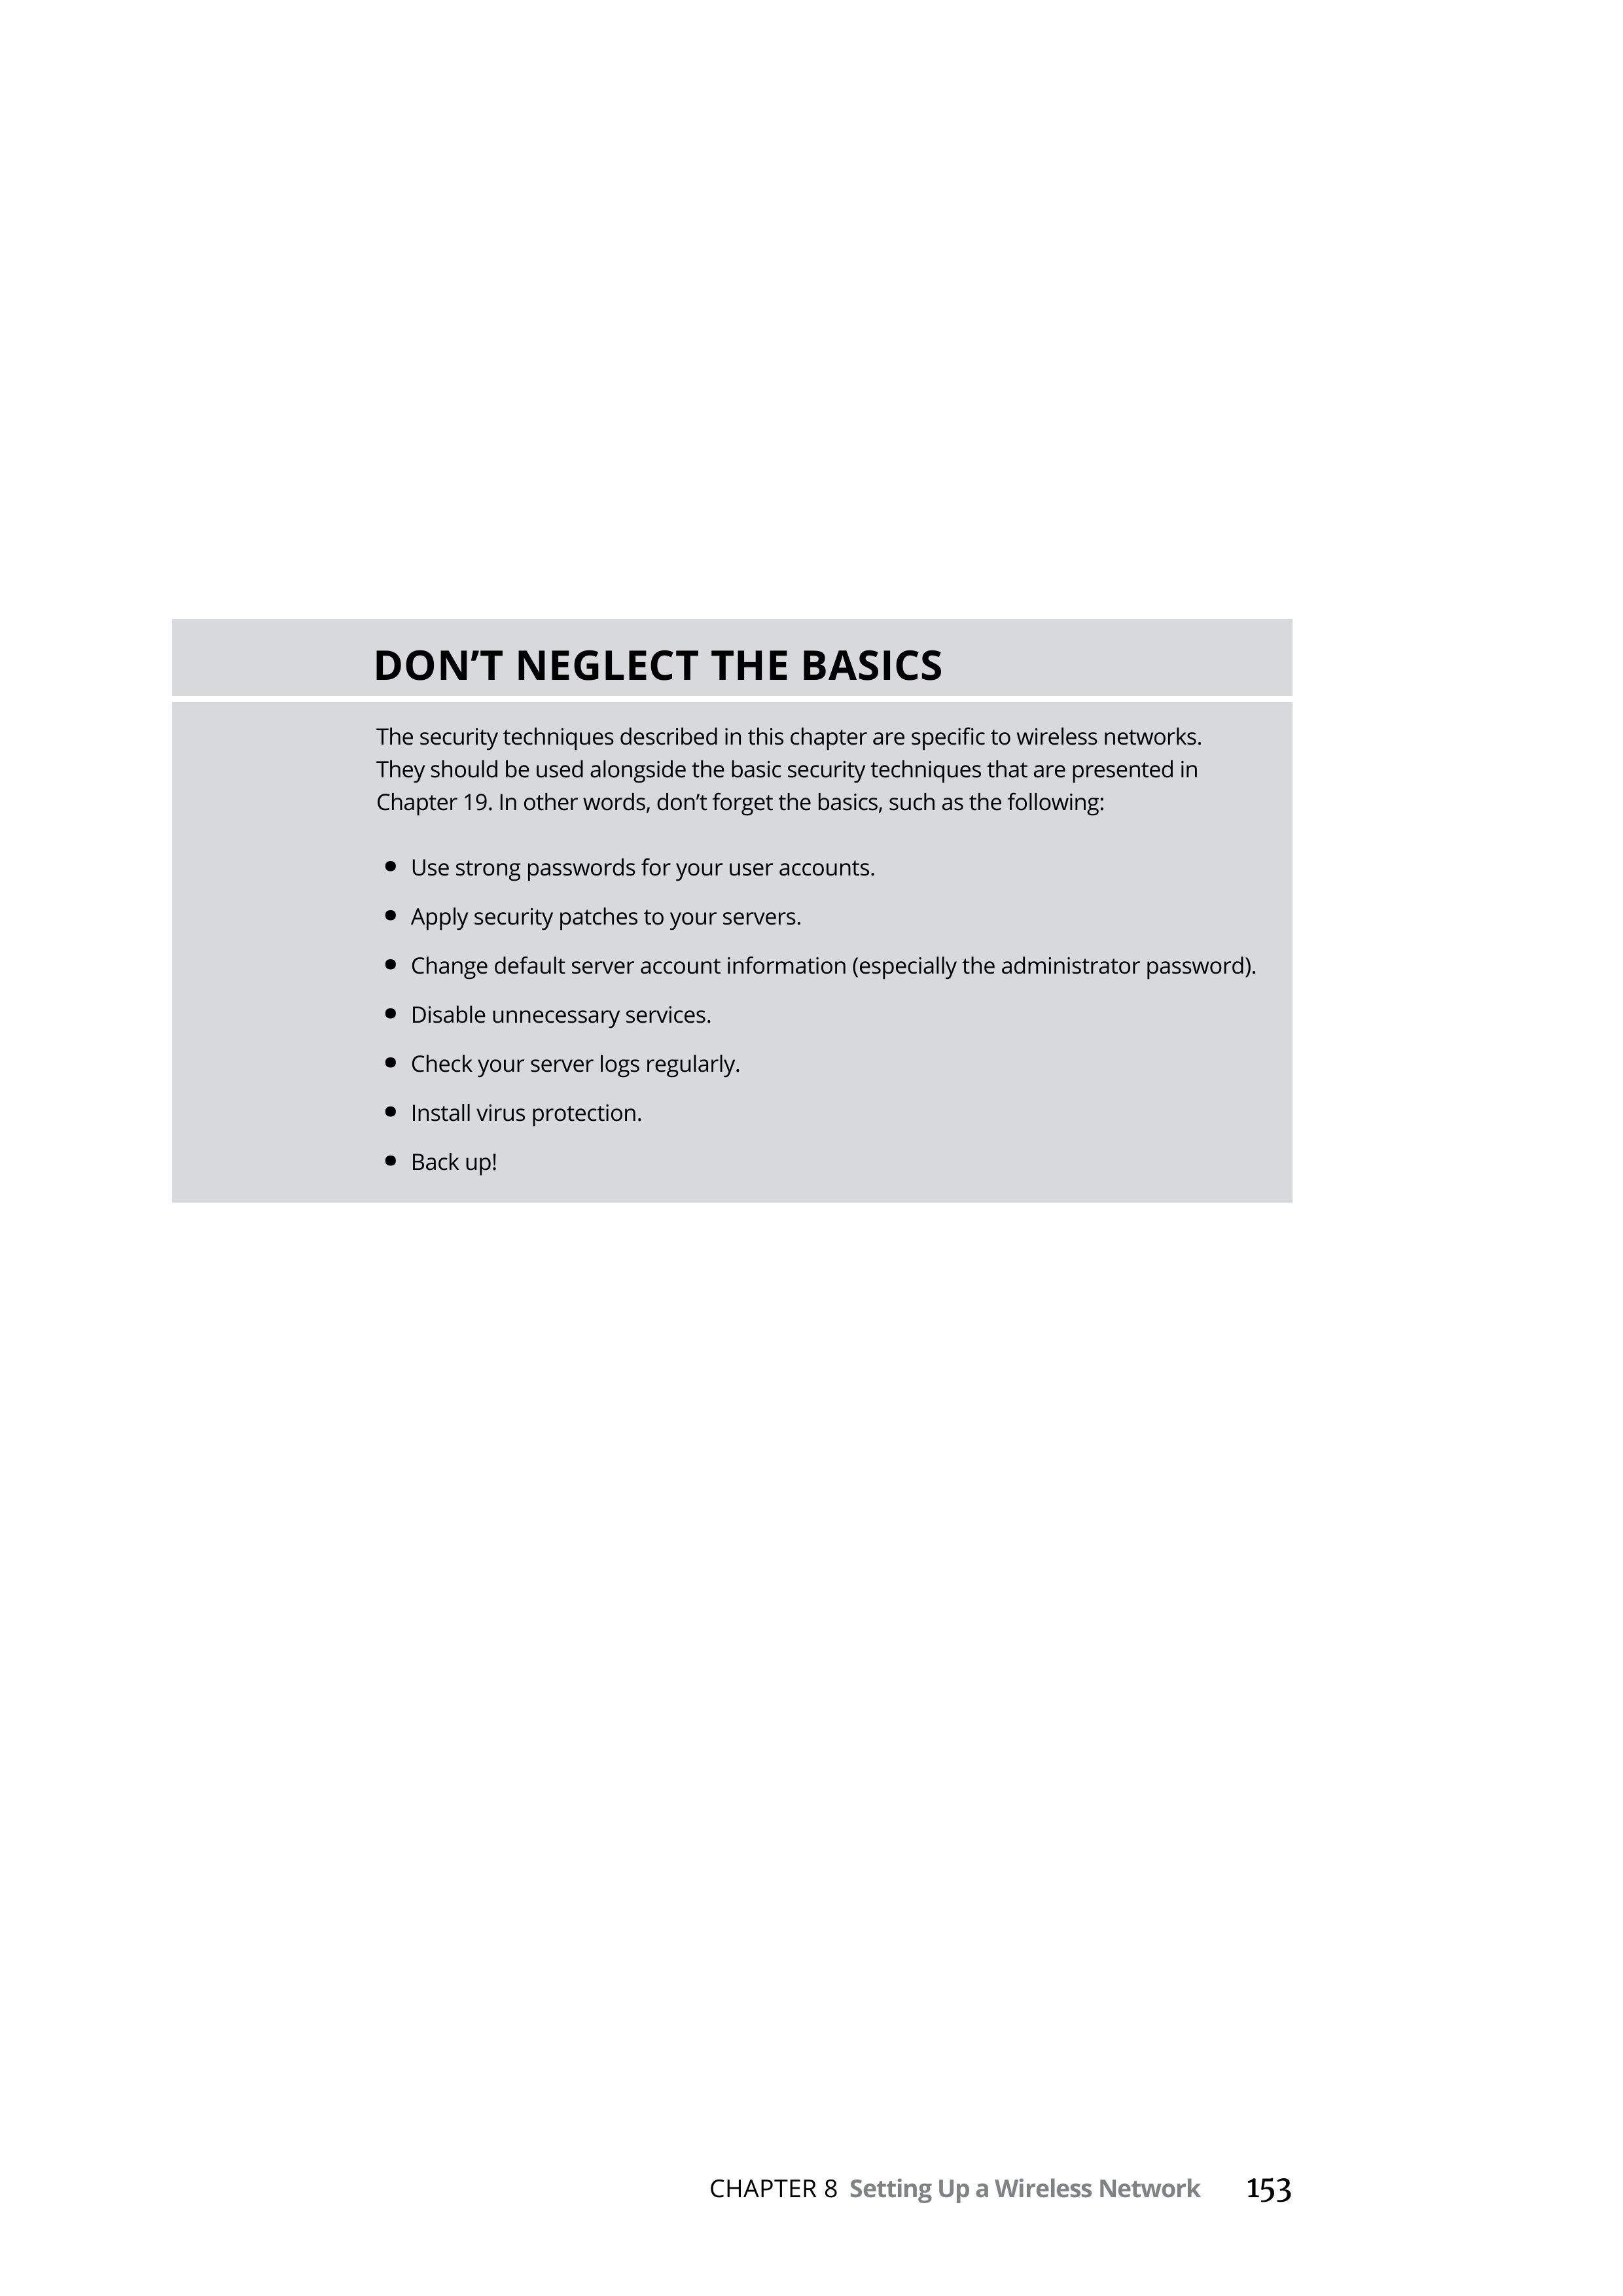 DON’T NEGLECT THE BASICS
The security techniques described in this chapter are specific to wireless networks.
They should be used alongside the basic security techniques that are presented in
Chapter 19. In other words, don’t forget the basics, such as the following:
• Use strong passwords for your user accounts.
• Apply security patches to your servers.
• Change default server account information (especially the administrator password).
• Disable unnecessary services.
• Check your server logs regularly.
• Install virus protection.
• Back up!
CHAPTER 8 Setting Up a Wireless Network 153